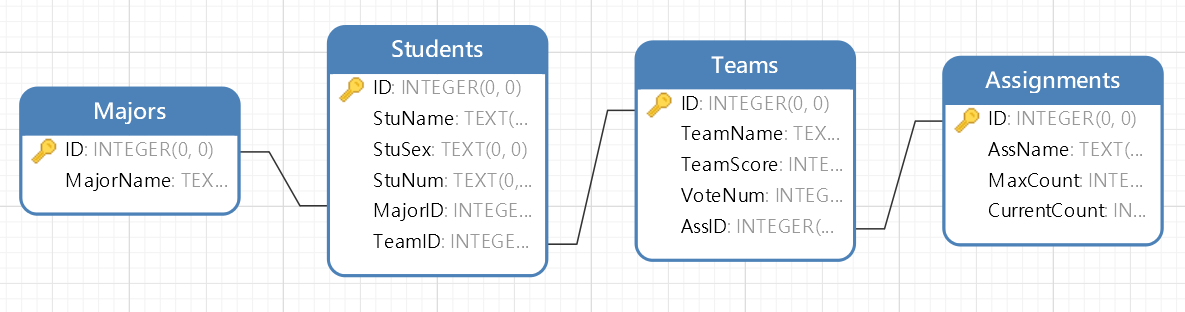 Majors
ID: INTEGER(0, 0)
MajorName: TEX...
Students
ID: INTEGER(0, 0)
StuName: TEXT(...
StuSex: TEXT(0, 0)
StuNum: TEXT(0,...
MajorID: INTEGE...
TeamID: INTEGE...
Teams
ID: INTEGER(0, 0)
TeamName: TEX...
TeamScore: INTE...
VoteNum: INTEG...
AssID: INTEGER(...
Assignments
ID: INTEGER(0, 0)
AssName: TEXT(...
MaxCount: INTE...
CurrentCount: IN...